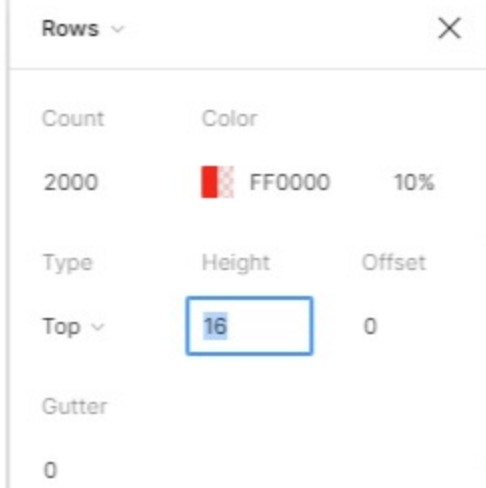 Rows
Count Color
2000 FF0000 10%
Type Height Offset
Top 16 0
Gutter
0